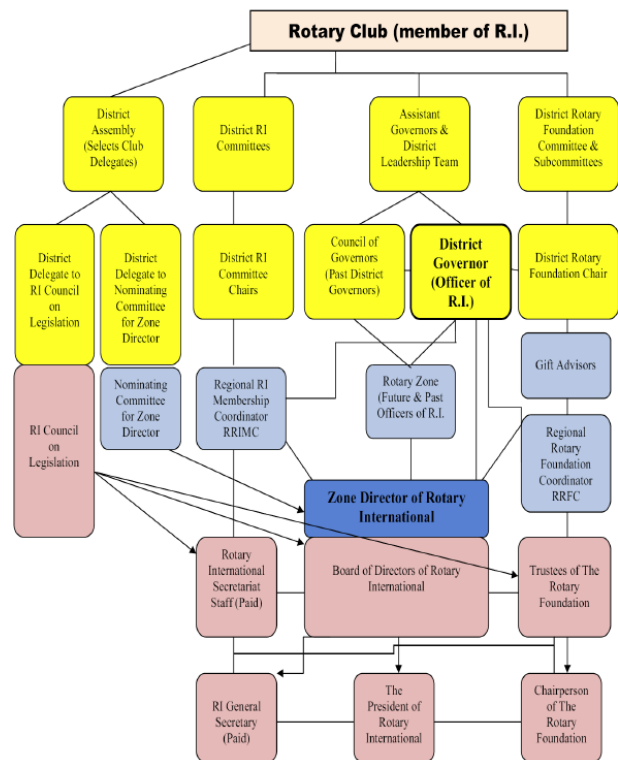 Rotary Club (member of R.I.)
District
Assembly
(Selects Club
Delegates)
District RI
Committees
Assistant
Governors &
District
Leadership Team
District Rotary
Foundation
Committee &
Subcommittees
District
Delegate to
RI Council
on
Legislation
District
Delegate to
Nominating
Committee
for Zone
Director
District RI
Committee
Chairs
Council of
Governors (Past
District
Governors)
District
Governor
(Officer of
R.I.)
District Rotary
Foundation Chair
RI Council
on
Legislation
Nominating
Committee
for Zone
Director
Regional RI
Membership
Coordinator
RRIMC
Rotary Zone
(Future & Past
Officers of R.I.
Gift Advisors
Regional
Rotary
Foundation
Coordinator
RRFC
Zone Director of Rotary
International
Rotary
International
Secretariat
Staff (Paid)
Board of Directors of Rotary
International
Trustees of The
Rotary
Foundation
RI General
Secretary
(Paid)
The
President of
Rotary
International
Chairperson
of The
Rotary
Foundation